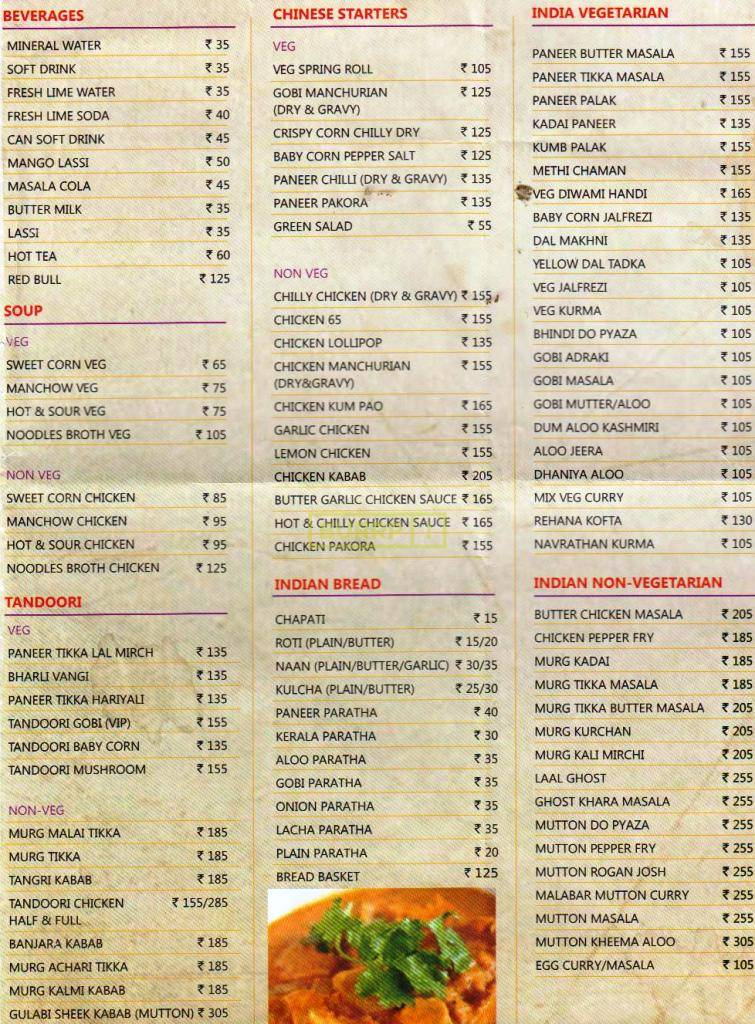 BEVERAGES
MINERAL WATER ₹ 35
SOFT DRINK ₹ 35
FRESH LIME WATER ₹ 35
FRESH LIME SODA ₹ 40
CAN SOFT DRINK ₹ 45
MANGO LASSI ₹ 50
MASALA COLA ₹ 45
BUTTER MILK ₹ 35
LASSI ₹ 35
HOT TEA ₹ 60
RED BULL ₹ 125
SOUP
VEG
SWEET CORN VEG ₹ 65
MANCHOW VEG ₹ 75
HOT & SOUR VEG ₹ 75
NOODLES BROTH VEG ₹ 105
NON VEG
SWEET CORN CHICKEN ₹ 85
MANCHOW CHICKEN ₹ 95
HOT & SOUR CHICKEN ₹ 95
NOODLES BROTH CHICKEN ₹ 125
TANDOORI
VEG
PANEER TIKKA LAL MIRCH ₹ 135
BHARLI VANGI ₹ 135
PANEER TIKKA HARIYALI ₹ 135
TANDOORI GOBI (VIP) ₹ 155
TANDOORI BABY CORN ₹ 135
TANDOORI MUSHROOM ₹ 155
NON-VEG
MURG MALAI TIKKA ₹ 185
MURG TIKKA ₹ 185
TANGRI KABAB ₹ 185
TANDOORI CHICKEN ₹ 155/285
HALF & FULL
BANJARA KABAB ₹ 185
MURG ACHARI TIKKA ₹ 185
MURG KALMI KABAB ₹ 185
GULABI SHEEK KABAB (MUTTON) ₹ 305
CHINESE STARTERS
VEG
VEG SPRING ROLL ₹ 105
GOBI MANCHURIAN ₹ 125
(DRY & GRAVY)
CRISPY CORN CHILLY DRY ₹ 125
BABY CORN PEPPER SALT ₹ 125
PANEER CHILLI (DRY & GRAVY) ₹ 135
PANEER PAKORA ₹ 135
GREEN SALAD ₹ 55
NON VEG
CHILLY CHICKEN (DRY & GRAVY) ₹ 155
CHICKEN 65 ₹ 155
CHICKEN LOLLIPOP ₹ 135
CHICKEN MANCHURIAN ₹ 155
(DRY&GRAVY)
CHICKEN KUM PAO ₹ 165
GARLIC CHICKEN ₹ 155
LEMON CHICKEN ₹ 155
CHICKEN KABAB ₹ 205
BUTTER GARLIC CHICKEN SAUCE ₹ 165
HOT & CHILLY CHICKEN SAUCE ₹ 165
CHICKEN PAKORA ₹ 155
INDIAN BREAD
CHAPATI ₹ 15
ROTI (PLAIN/BUTTER) ₹ 15/20
NAAN (PLAIN/BUTTER/GARLIC) ₹ 30/35
KULCHA (PLAIN/BUTTER) ₹ 25/30
PANEER PARATHA ₹ 40
KERALA PARATHA ₹ 30
ALOO PARATHA ₹ 35
GOBI PARATHA ₹ 35
ONION PARATHA ₹ 35
LACHA PARATHA ₹ 35
PLAIN PARATHA ₹ 20
BREAD BASKET ₹ 125
INDIA VEGETARIAN
PANEER BUTTER MASALA ₹ 155
PANEER TIKKA MASALA ₹ 155
PANEER PALAK ₹ 155
KADAI PANEER ₹ 135
KUMB PALAK ₹ 155
METHI CHAMAN ₹ 155
VEG DIWAMI HANDI ₹ 165
BABY CORN JALFREZI ₹ 135
DAL MAKHNI ₹ 135
YELLOW DAL TADKA ₹ 105
VEG JALFREZI ₹ 105
VEG KURMA ₹ 105
BHINDI DO PYAZA ₹ 105
GOBI ADRAKI ₹ 105
GOBI MASALA ₹ 105
GOBI MUTTER/ALOO ₹ 105
DUM ALOO KASHMIRI ₹ 105
ALOO JEERA ₹ 105
DHANIYA ALOO ₹ 105
MIX VEG CURRY ₹ 105
REHANA KOFTA ₹ 130
NAVRATHAN KURMA ₹ 105
INDIAN NON-VEGETARIAN
BUTTER CHICKEN MASALA ₹ 205
CHICKEN PEPPER FRY ₹ 185
MURG KADAI ₹ 185
MURG TIKKA MASALA ₹ 185
MURG TIKKA BUTTER MASALA ₹ 205
MURG KURCHAN ₹ 205
MURG KALI MIRCHI ₹ 205
LAAL GHOST ₹ 255
GHOST KHARA MASALA ₹ 255
MUTTON DO PYAZA ₹ 255
MUTTON PEPPER FRY ₹ 255
MUTTON ROGAN JOSH ₹ 255
MALABAR MUTTON CURRY ₹ 255
MUTTON MASALA ₹ 255
MUTTON KHEEMA ALOO ₹ 305
EGG CURRY/MASALA ₹ 105